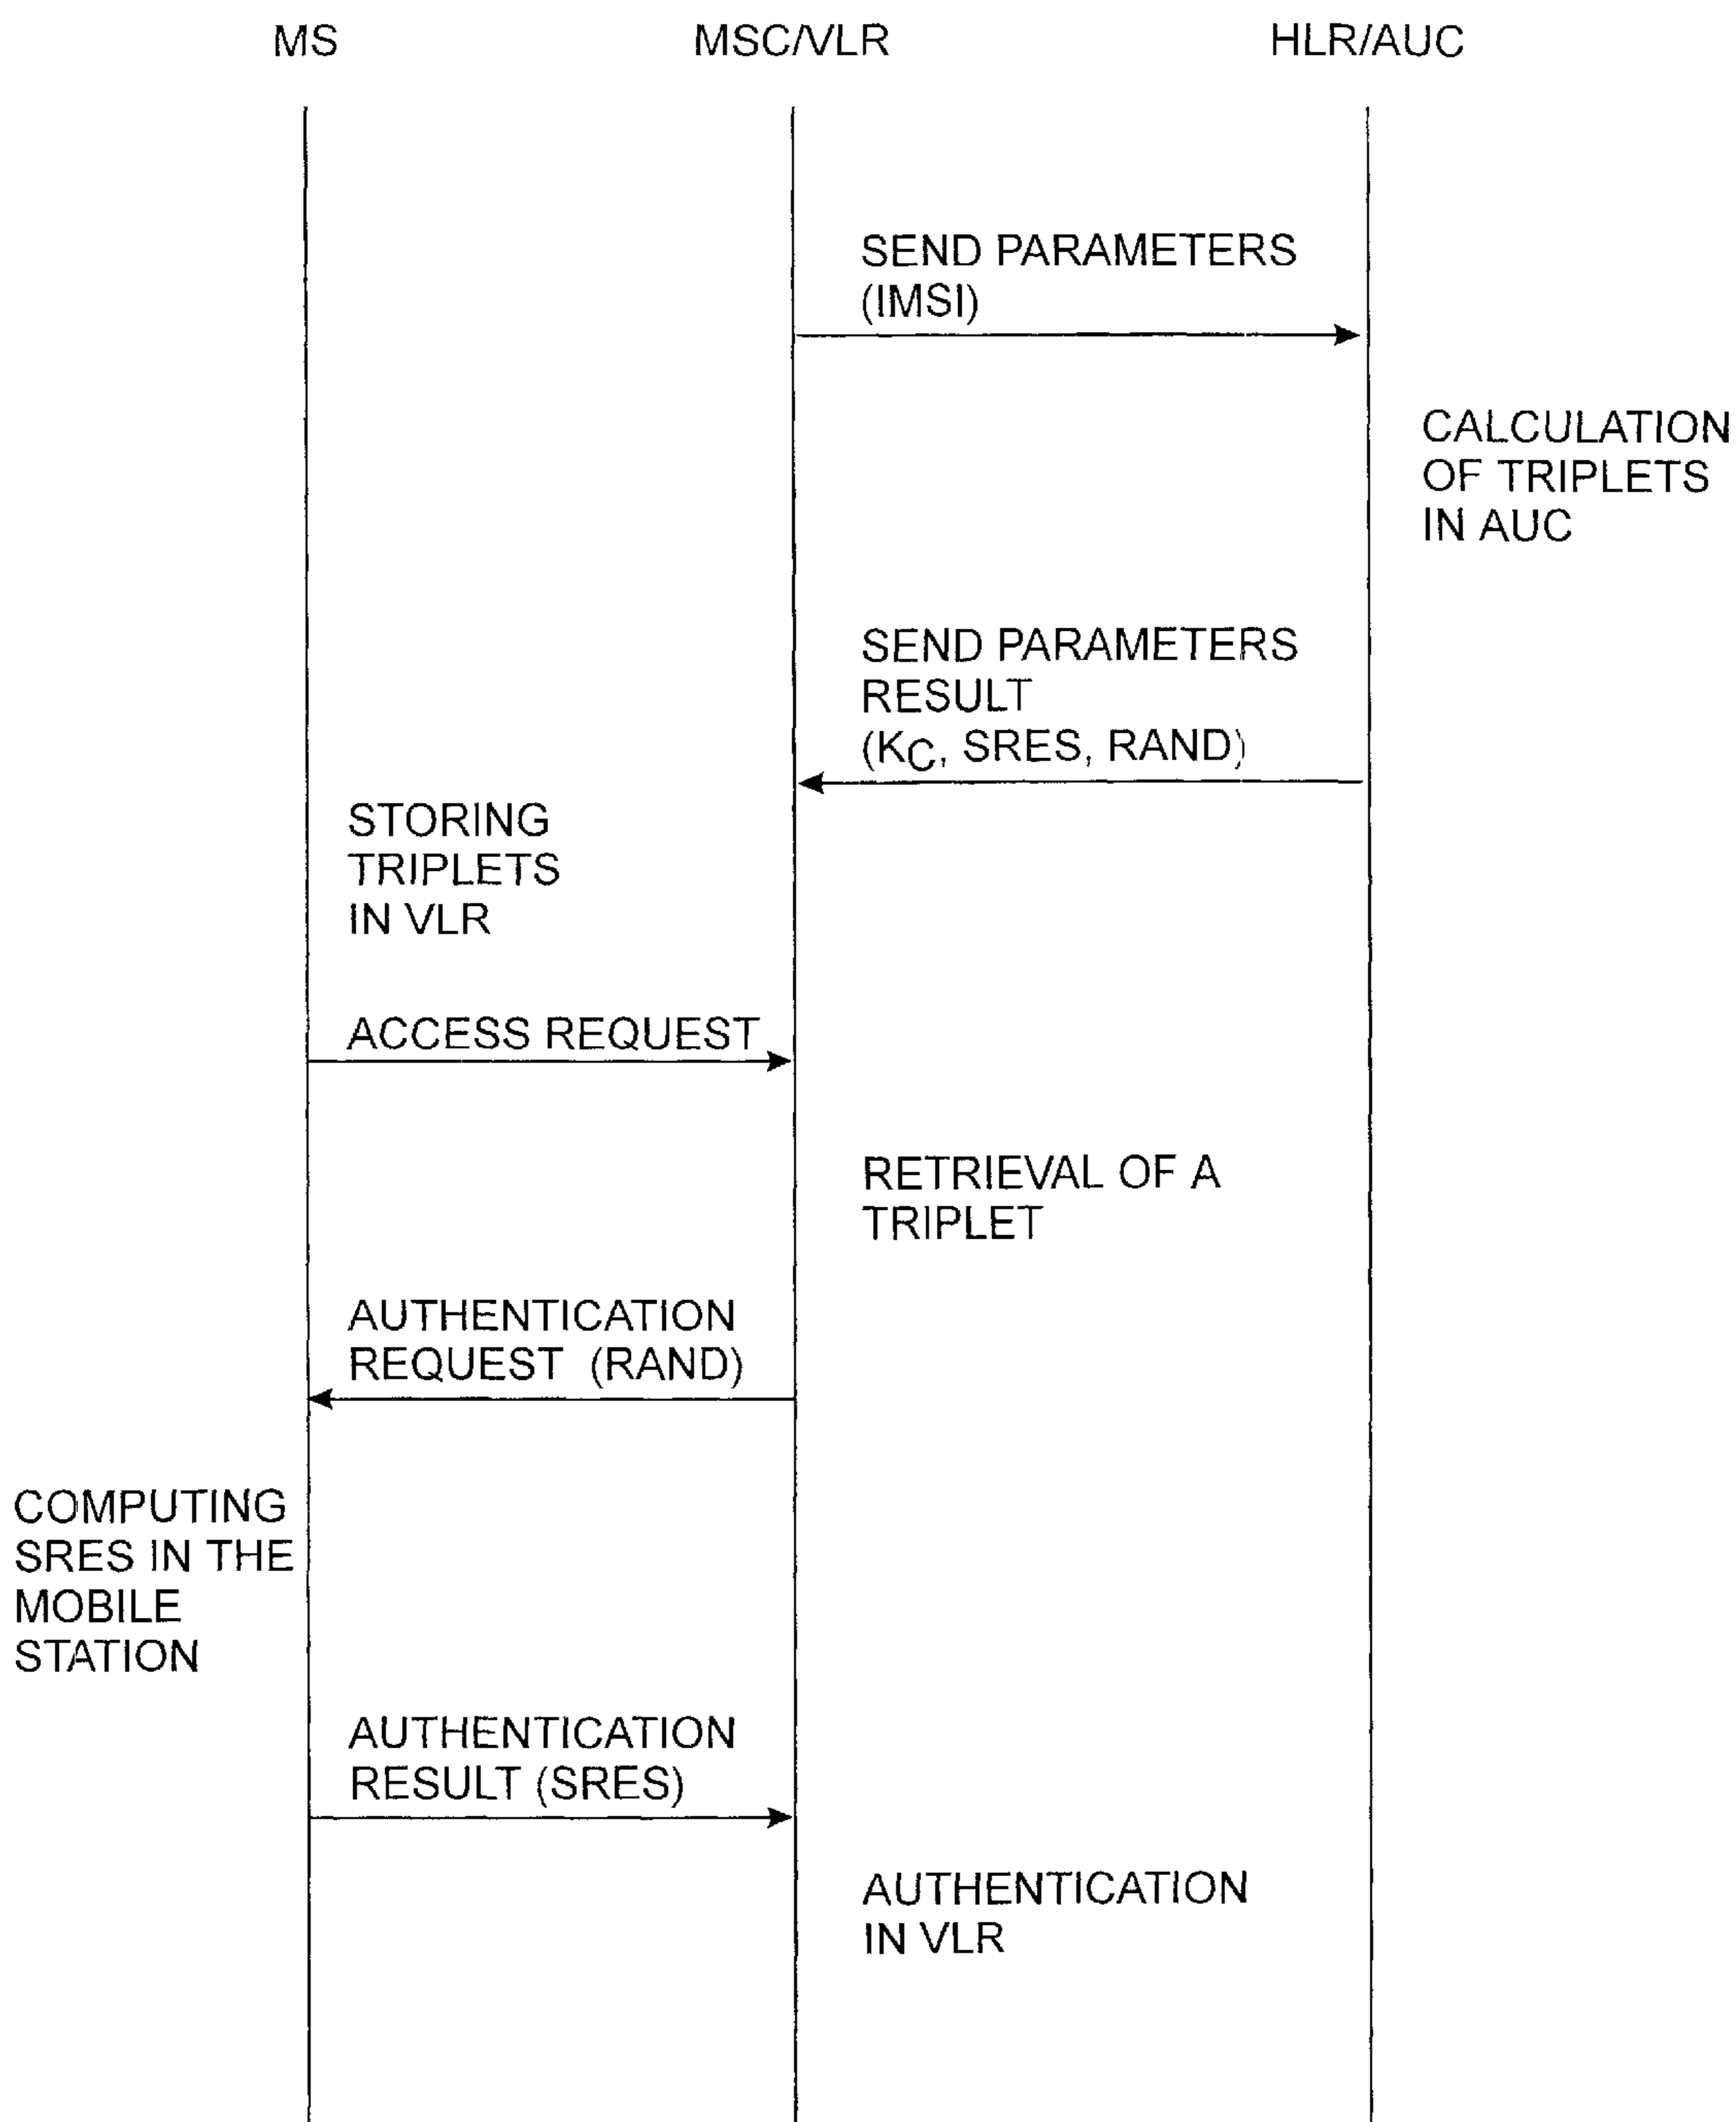 MS
MSC/VLR
HLR/AUC
SEND PARAMETERS
(IMSI)
CALCULATION
OF TRIPLETS
IN AUC
SEND PARAMETERS
RESULT
(KC, SRES, RAND)
STORING
TRIPLETS
IN VLR
ACCESS REQUEST
RETRIEVAL OF A
TRIPLET
AUTHENTICATION
REQUEST (RAND)
COMPUTING
SRES IN THE
MOBILE
STATION
AUTHENTICATION
RESULT (SRES)
AUTHENTICATION
IN VLR